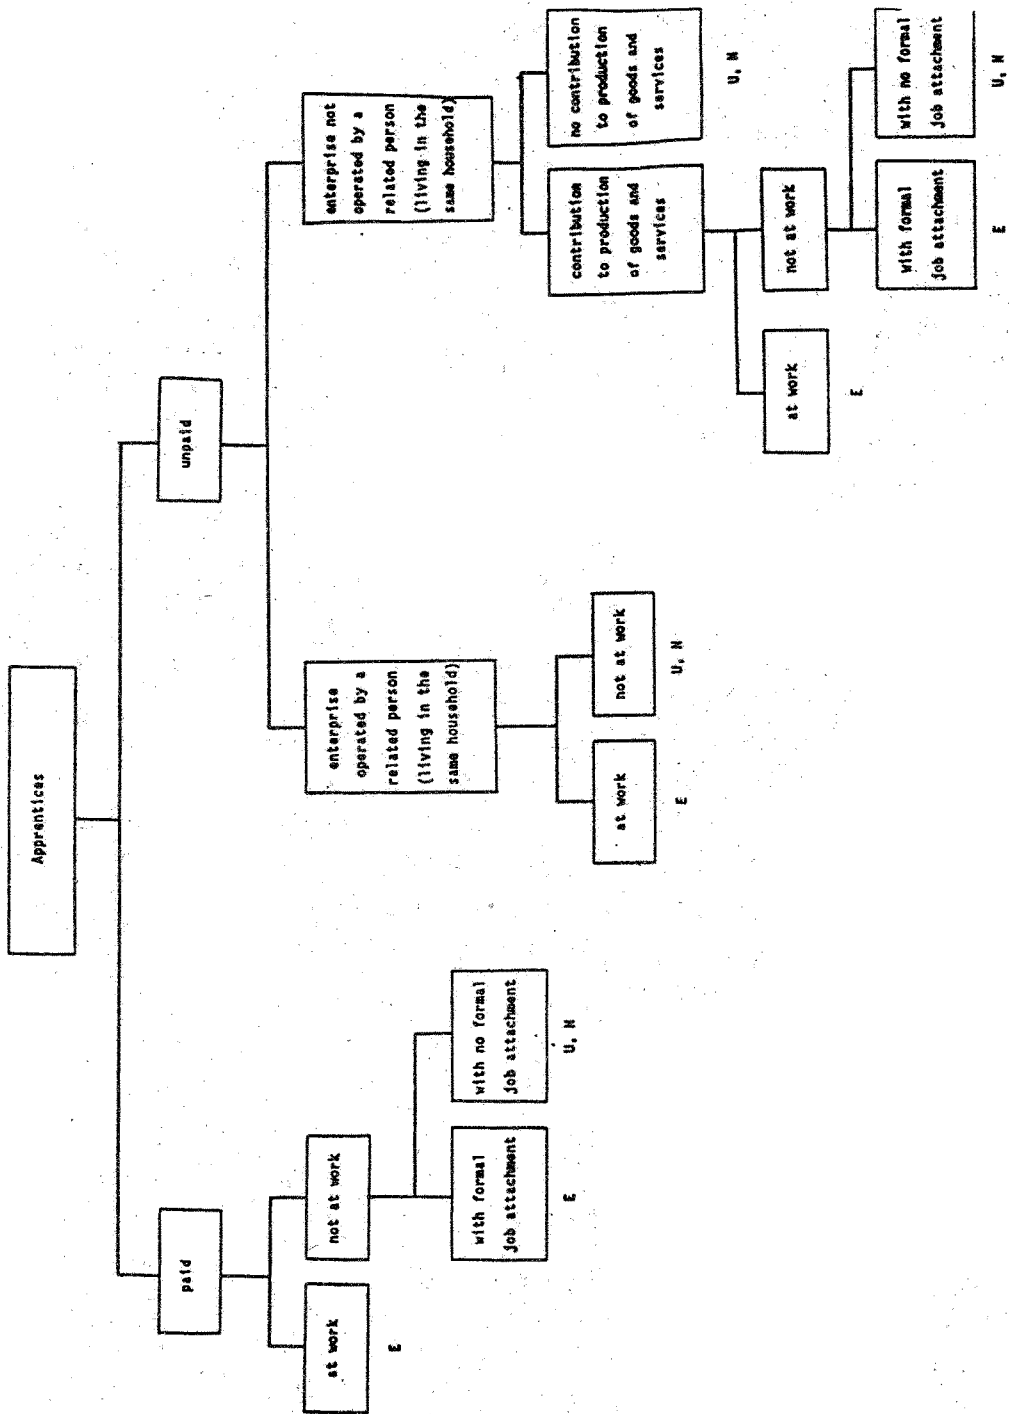 Apprentices
paid
unpaid
at work
E
not at work
with formal
job attachment
E
with no formal
job attachment
U, N
enterprise
operated by a
related person
(living in the
same household)
at work
E
not at work
U, N
enterprise not
operated by a
related person
(living in the
same household)
contribution
to production
of goods and
services
no contribution
to production
of goods and
services
U, N
at work
E
not at work
with formal
job attachment
E
with no formal
job attachment
U, N